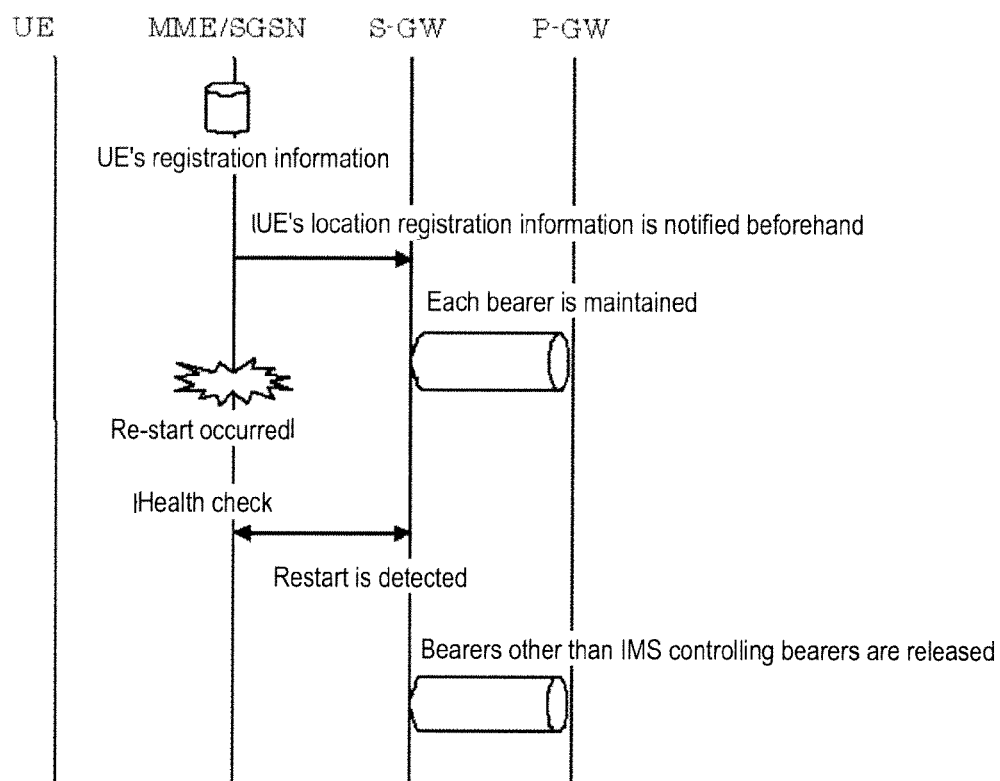 UE MME/SGSN S-GW P-GW
UE's registration information
UE's location registration information is notified beforehand
Each bearer is maintained
Re-start occurred
Health check
Restart is detected
Bearers other than IMS controlling bearers are released